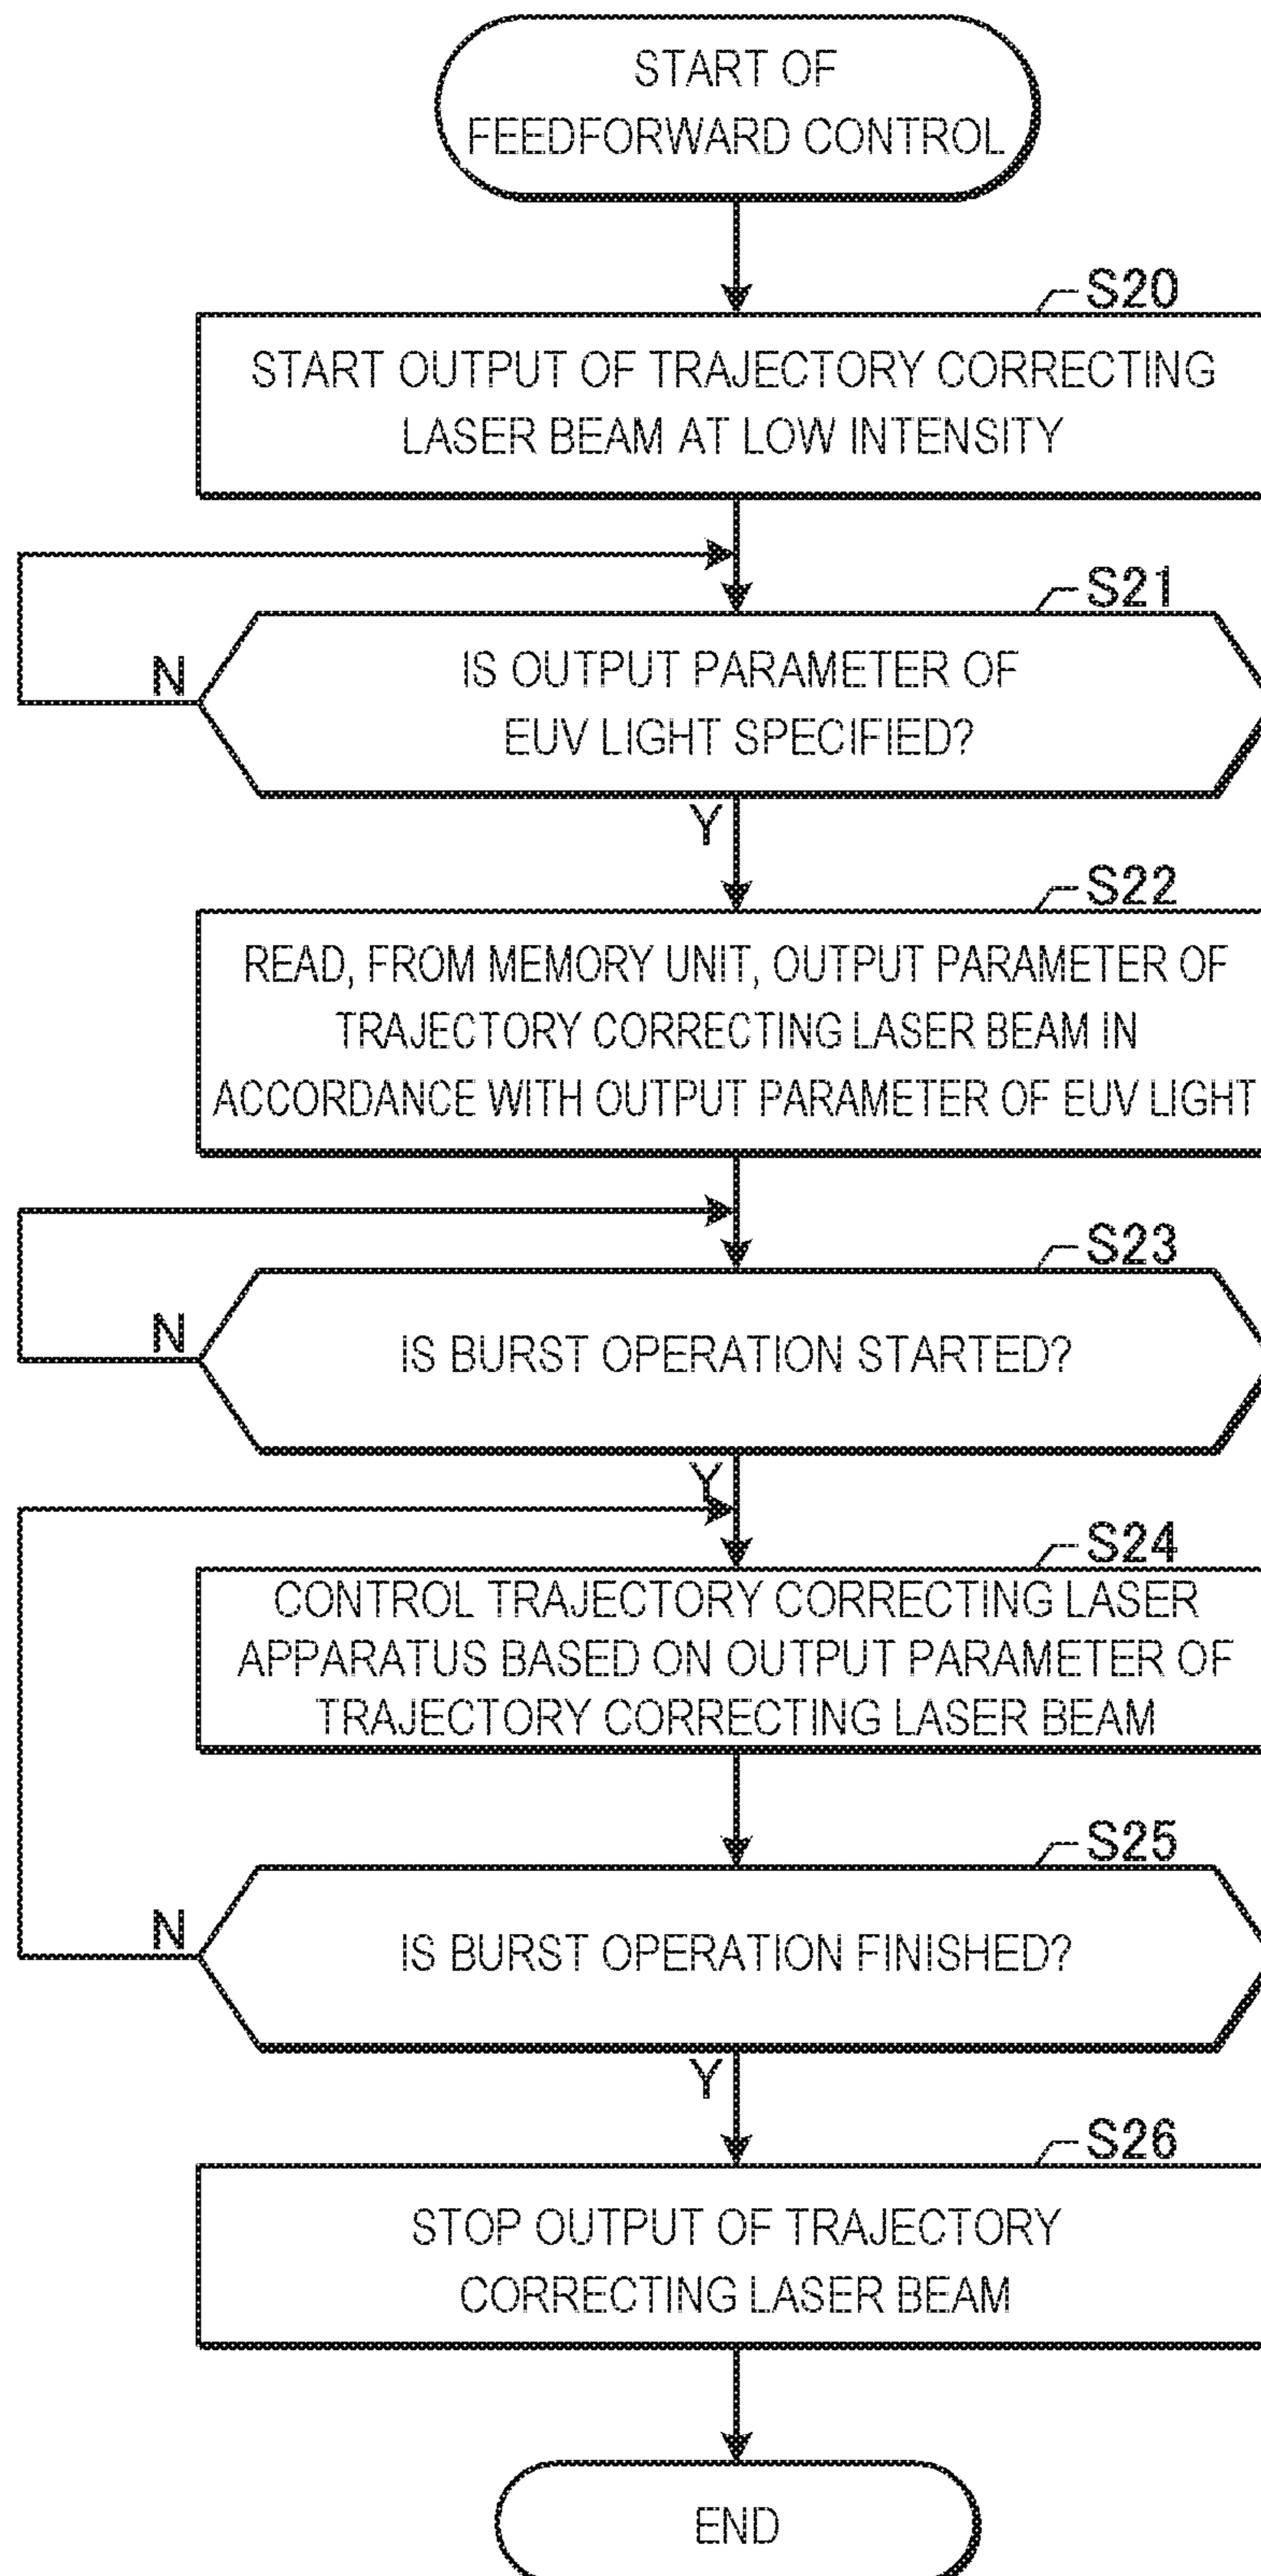 START OF
FEEDFORWARD CONTROL
S20
START OUTPUT OF TRAJECTORY CORRECTING
LASER BEAM AT LOW INTENSITY
S21
N
IS OUTPUT PARAMETER OF
EUV LIGHT SPECIFIED?
Y
S22
READ, FROM MEMORY UNIT, OUTPUT PARAMETER OF
TRAJECTORY CORRECTING LASER BEAM IN
ACCORDANCE WITH OUTPUT PARAMETER OF EUV LIGHT
S23
N
IS BURST OPERATION STARTED?
Y
S24
CONTROL TRAJECTORY CORRECTING LASER
APPARATUS BASED ON OUTPUT PARAMETER OF
TRAJECTORY CORRECTING LASER BEAM
S25
N
IS BURST OPERATION FINISHED?
Y
S26
STOP OUTPUT OF TRAJECTORY
CORRECTING LASER BEAM
END